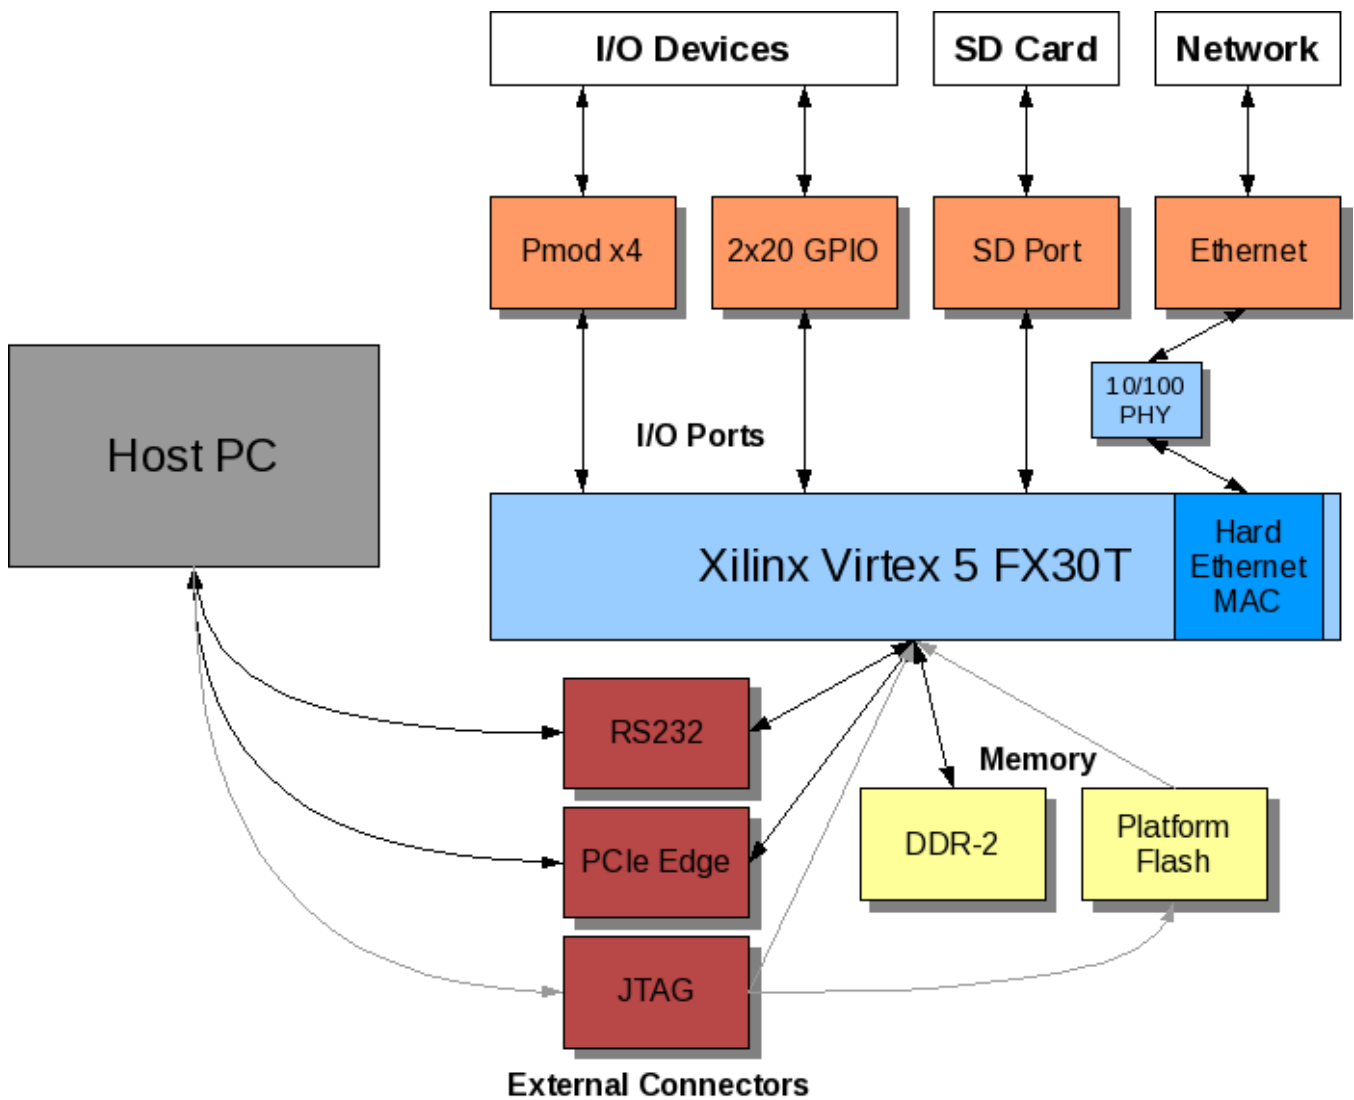 I/O Devices
SD Card
Network
Pmod x4
2x20 GPIO
SD Port
Ethernet
10/100
PHY
I/O Ports
Host PC
Xilinx Virtex 5 FX30T
Hard
Ethernet
MAC
RS232
Memory
PCIe Edge
DDR-2
Platform
Flash
JTAG
External Connectors